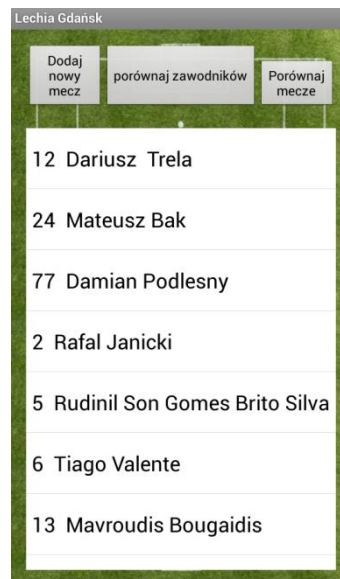 Lechia Gdańsk
Dodaj
nowy
mecz
porównaj zawodników
Porównaj
mecze
12 Dariusz Trela
24 Mateusz Bak
77 Damian Podlesny
2 Rafal Janicki
5 Rudinil Son Gomes Brito Silva
6 Tiago Valente
13 Mavroudis Bougaidis